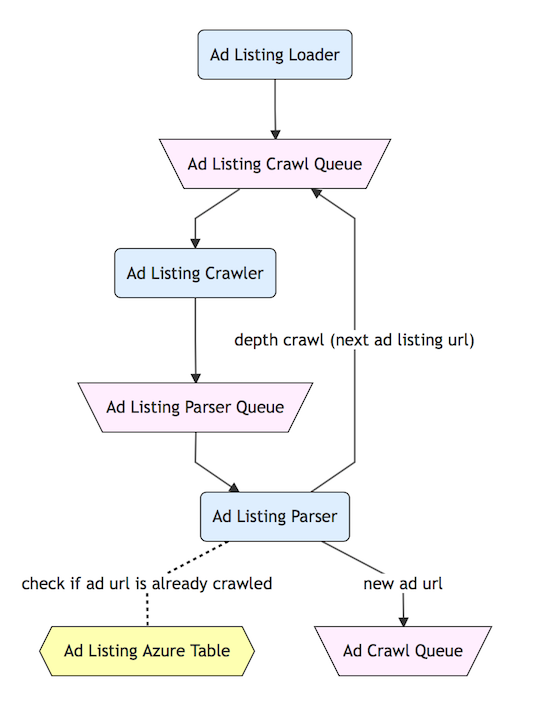 Ad Listing Loader
Ad Listing Crawl Queue
Ad Listing Crawler
depth crawl (next ad listing url)
Ad Listing Parser Queue
Ad Listing Parser
check if ad url is already crawled
new ad url
Ad Listing Azure Table
Ad Crawl Queue